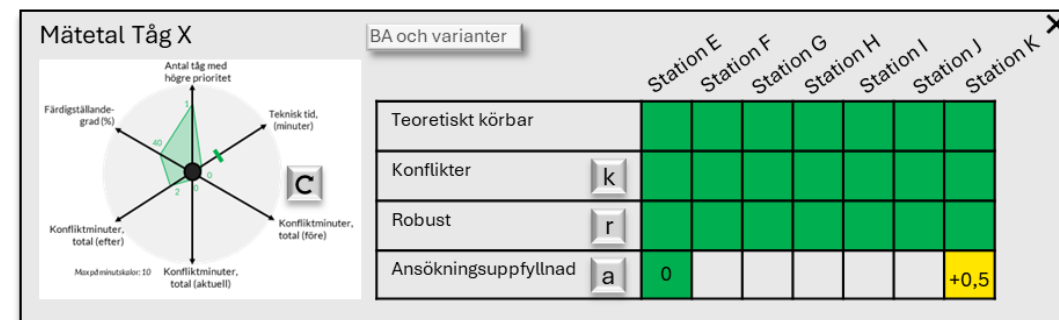 Mätetal Tåg X
BA och varianter
Station E
Station F
Station G
Station H
Station I
Station J
Station K
Antal tåg med
högre prioritet
Teknisk tid,
(minuter)
Konfliktminuter,
total (före)
Konfliktminuter,
total (aktuell)
Konfliktminuter,
total (efter)
Färdigställande-
grad (%)
1
40
2
0
0
Max på minutskalor: 10
C
Teoretiskt körbar
Konflikter k
Robust r
Ansökningsuppfyllnad a 0 +0,5